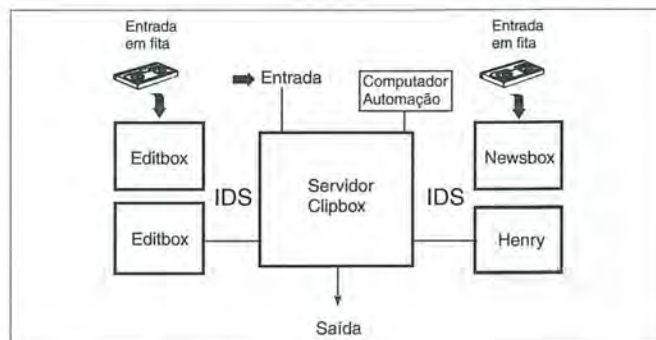 Entrada
em fita
Entrada
em fita
Entrada
Computador
Automação
Editbox
Newsbox
IDS
Servidor
Clipbox
IDS
Editbox
Henry
Saída